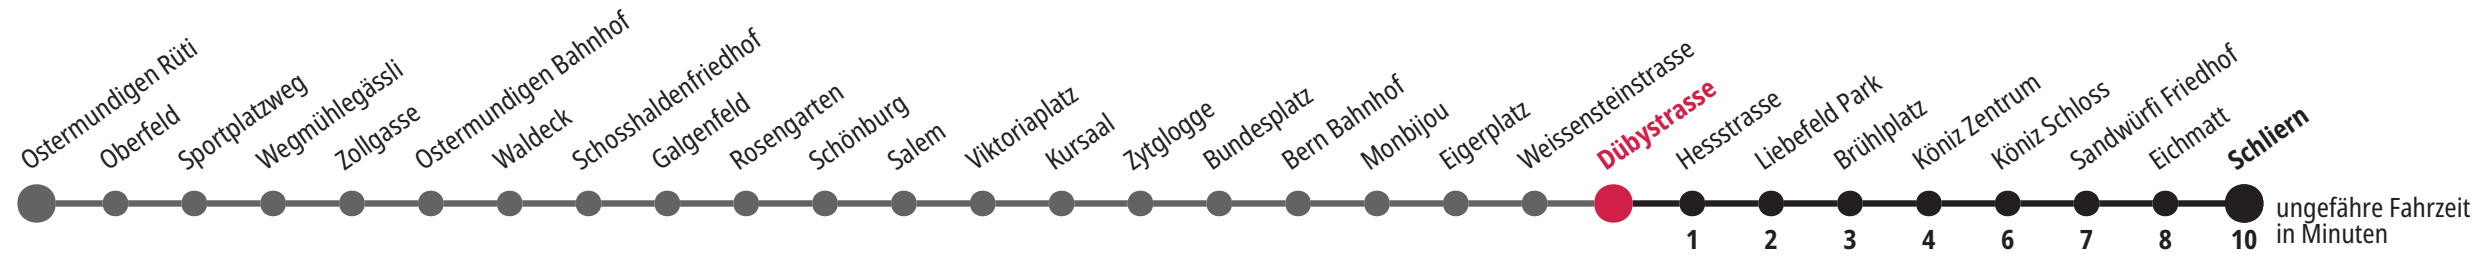 Ostermundigen Rüti
Oberfeld
Sportplatzweg
Wegmühlegässli
Zollgasse
Ostermundigen Bahnhof
Waldeck
Schosshaldenfriedhof
Galgenfeld
Rosengarten
Schönburg
Salem
Viktoriaplatz
Kursaal
Zytglogge
Bundesplatz
Bern Bahnhof
Monbijou
Eigerplatz
Weissensteinstrasse
Dübystrasse
Hessstrasse
Liebefeld Park
Brühlplatz
Köniz Zentrum
Köniz Schloss
Sandwürfi Friedhof
Eichmatt
Schliern
1 2 3 4 6 7 8 10
ungefähre Fahrzeit
in Minuten